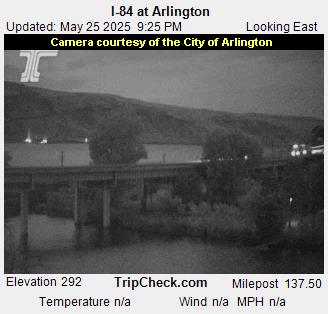 I-84 at Arlington
Updated: May 25 2025 9:25 PM Looking East
Camera courtesy of the City of Arlington
Elevation 292 TripCheck.com Milepost 137.50
Temperature n/a Wind n/a MPH n/a